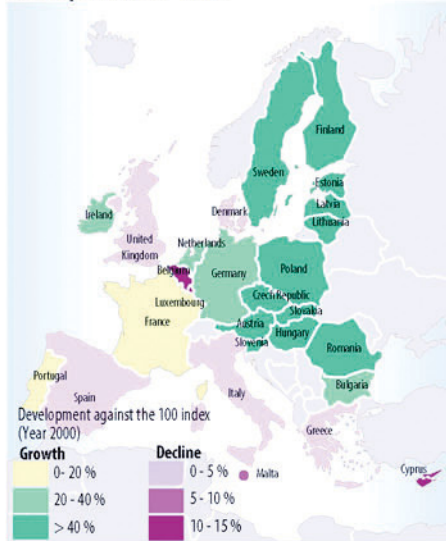 Finland
Sweden
Estonia
Latvia
Lithuania
Ireland
Denmark
United
Kingdom
Netherlands
Belgium
Germany
Poland
Luxembourg
Czech Republic
Slovakia
France
Austria
Hungary
Slovenia
Romania
Portugal
Spain
Italy
Bulgaria
Greece
Development against the 100 index
(Year 2000)
Growth
Decline
0- 20 %
0 - 5 %
Malta
Cyprus
20 - 40 %
5 - 10 %
> 40 %
10 - 15 %